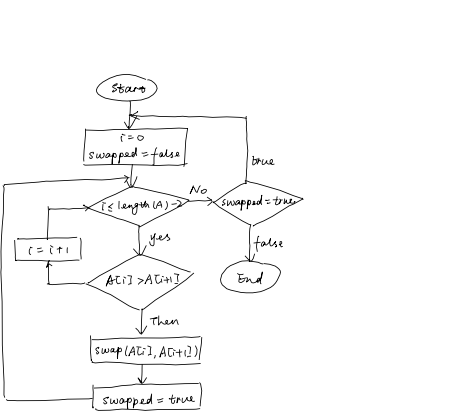 Start
i=0
swapped=false
i≤length(A)-2
No
swapped=true
true
yes
false
i=i+1
A[i]>A[i+1]
End
Then
swap(A[i],A[i+1])
swapped=true